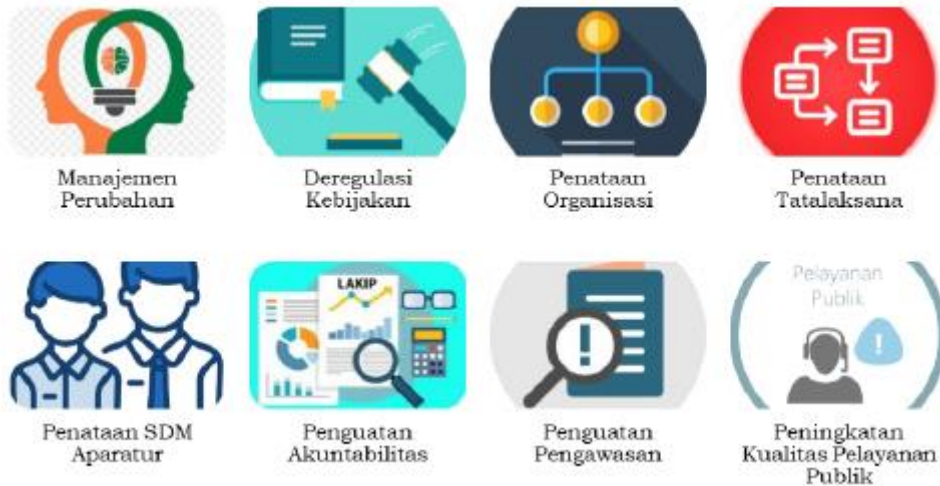 Manajemen
Perubahan
Deregulasi
Kebijakan
Penataan
Organisasi
Penataan
Tatalaksana
LAKIP
Pelayanan
Publik
Penataan SDM
Aparatur
Penguatan
Akuntabilitas
Penguatan
Pengawasan
Peningkatan
Kualitas Pelayanan
Publik